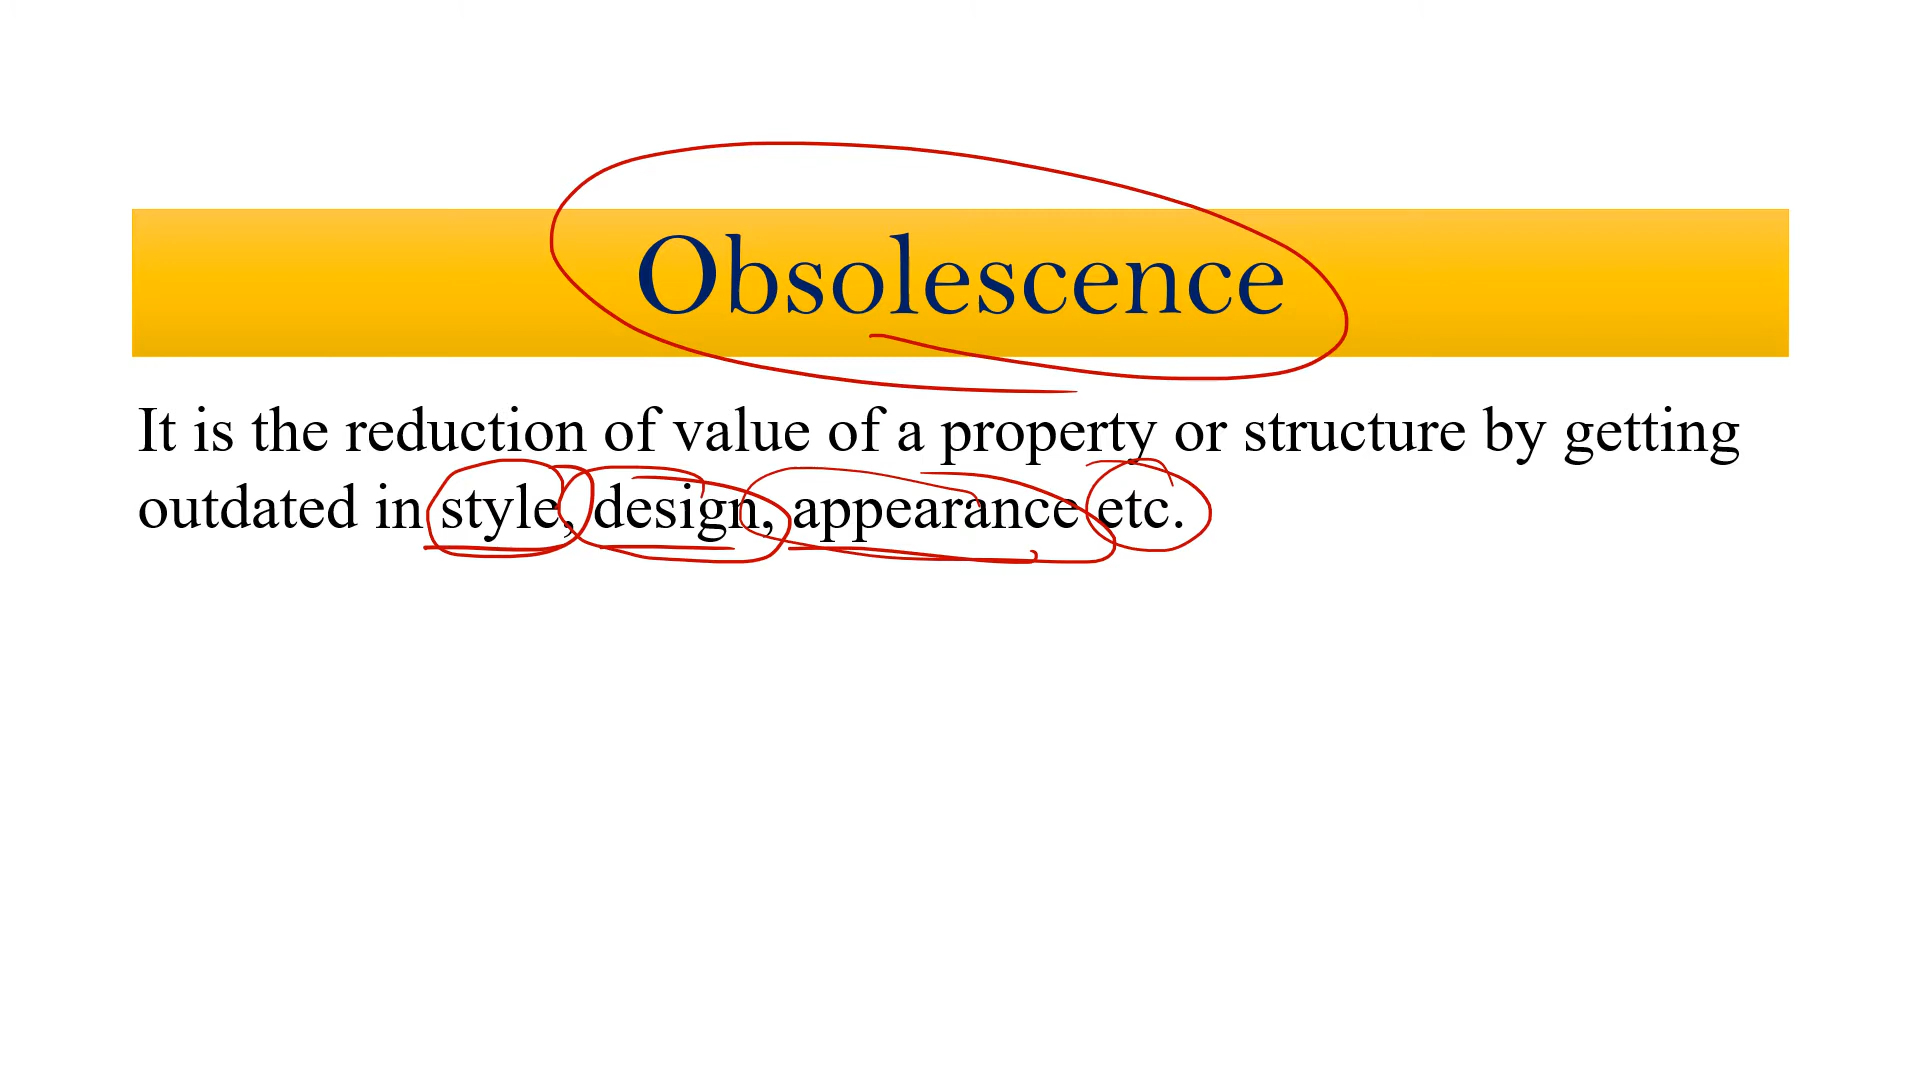 Obsolescence
It is the reduction of value of a property or structure by getting
outdated in style, design, appearance etc.